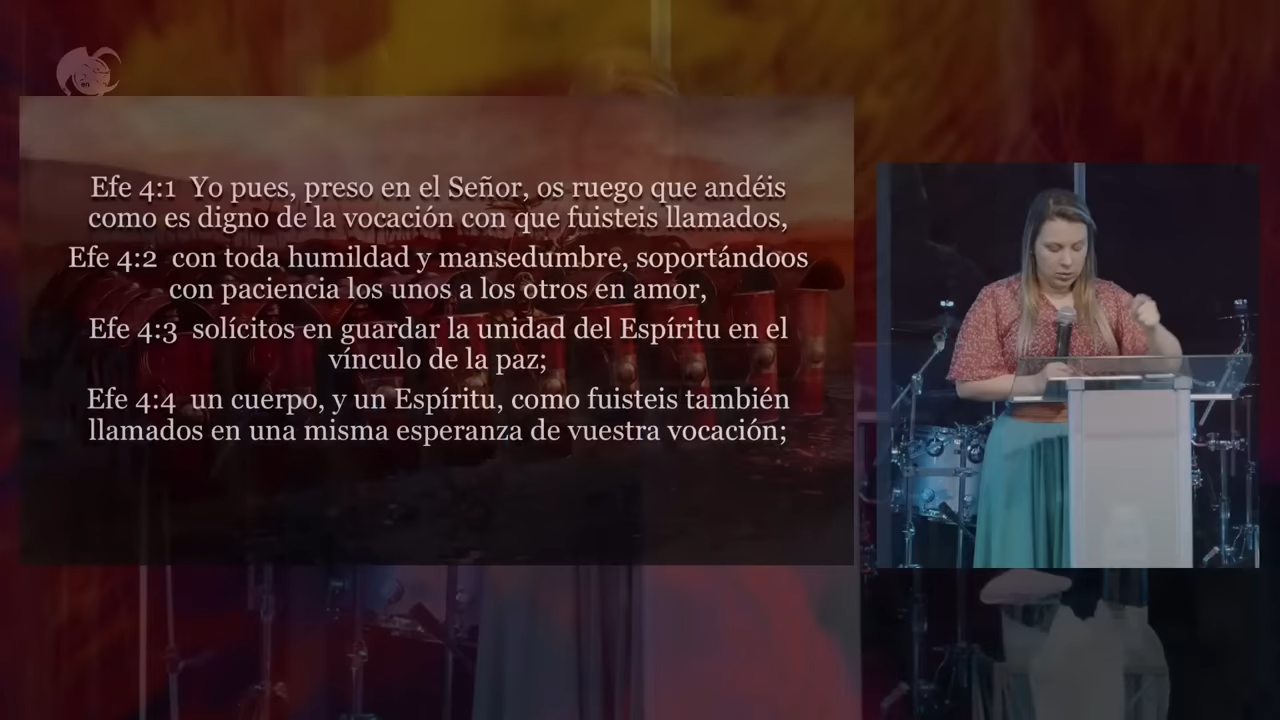 Efe 4:1  Yo pues, preso en el Señor, os ruego que andéis
como es digno de la vocación con que fuisteis llamados,
Efe 4:2  con toda humildad y mansedumbre, soportándoos
con paciencia los unos a los otros en amor,
Efe 4:3  solícitos en guardar la unidad del Espíritu en el
vínculo de la paz;
Efe 4:4  un cuerpo, y un Espíritu, como fuisteis también
llamados en una misma esperanza de vuestra vocación;